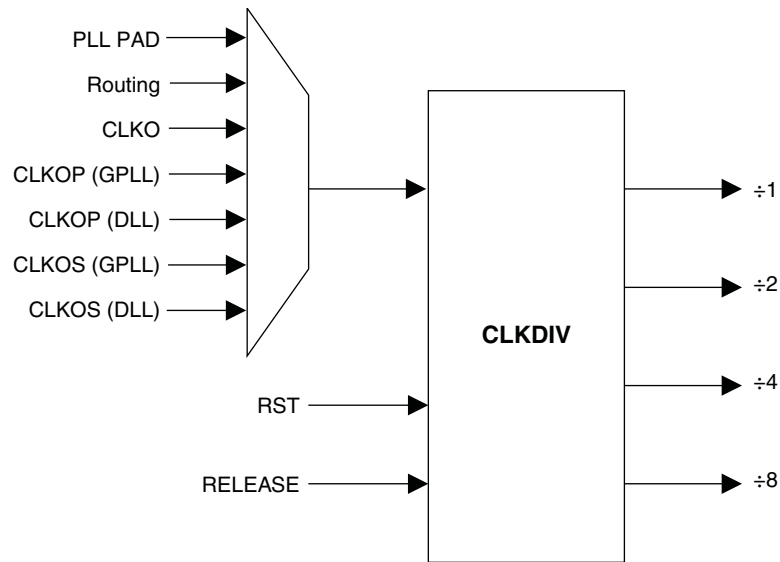 PLL PAD
Routing
CLKO
CLKOP (GPLL)
CLKOP (DLL)
CLKOS (GPLL)
CLKOS (DLL)
RST
RELEASE
CLKDIV
÷1
÷2
÷4
÷8